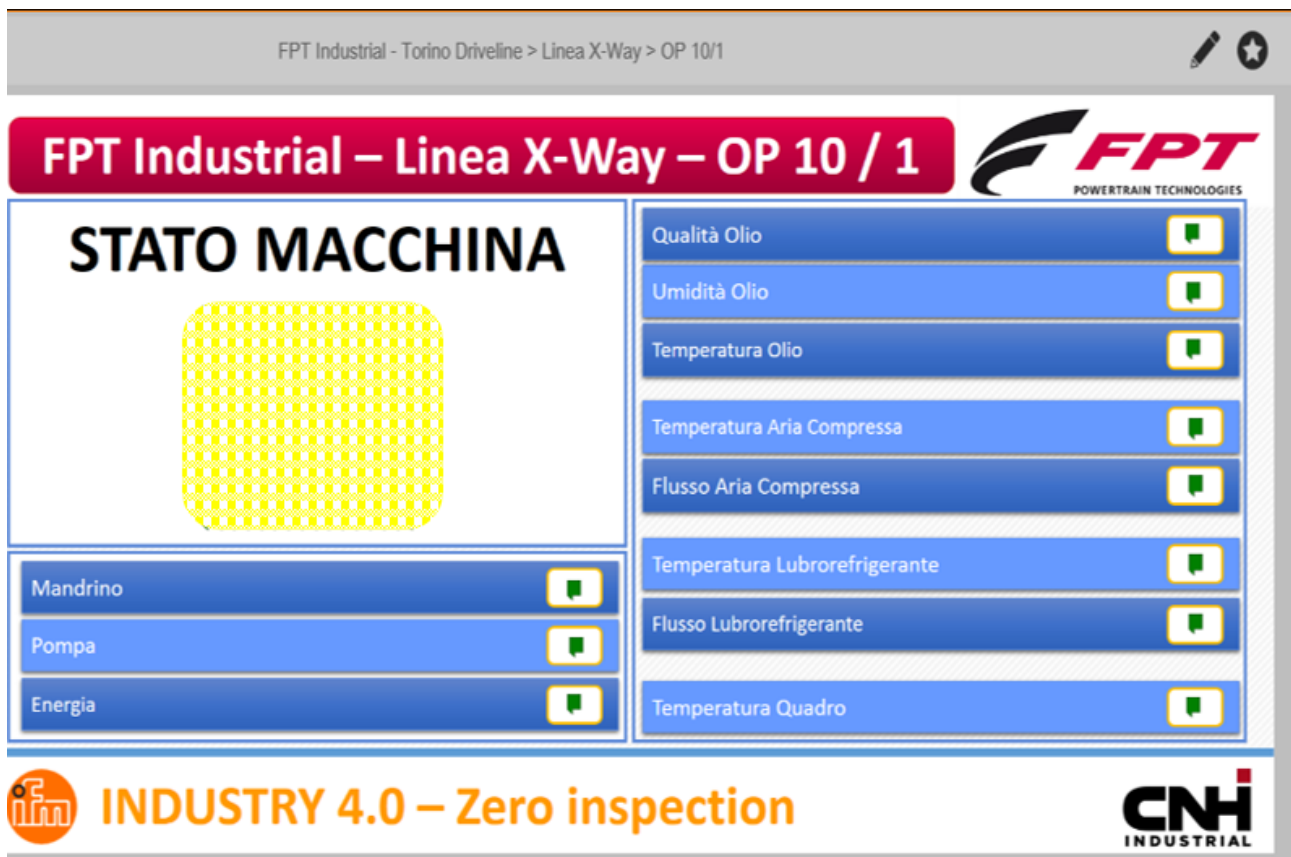 FPT Industrial - Torino Driveline > Linea X-Way > OP 10/1
FPT Industrial – Linea X-Way – OP 10 / 1
FPT
POWERTRAIN TECHNOLOGIES
STATO MACCHINA
Mandrino
Pompa
Energia
Qualità Olio
Umidità Olio
Temperatura Olio
Temperatura Aria Compressa
Flusso Aria Compressa
Temperatura Lubrorefrigerante
Flusso Lubrorefrigerante
Temperatura Quadro
ifm
INDUSTRY 4.0 – Zero inspection
CNH
INDUSTRIAL